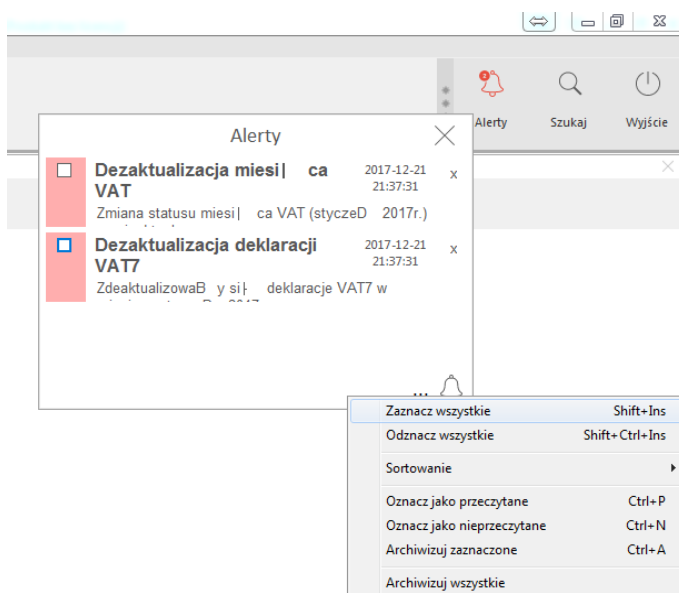 2
Alerty
Szukaj
Wyjście
Alerty
Dezaktualizacja miesi| ca
VAT
2017-12-21
21:37:31
x
Zmiana statusu miesi| ca VAT (styczeD 2017r.)
Dezaktualizacja deklaracji
VAT7
2017-12-21
21:37:31
x
ZdeaktualizowaB y si| deklaracje VAT7 w
...
Zaznacz wszystkie Shift+Ins
Odznacz wszystkie Shift+Ctrl+Ins
Sortowanie
Oznacz jako przeczytane Ctrl+P
Oznacz jako nieprzeczytane Ctrl+N
Archiwizuj zaznaczone Ctrl+A
Archiwizuj wszystkie